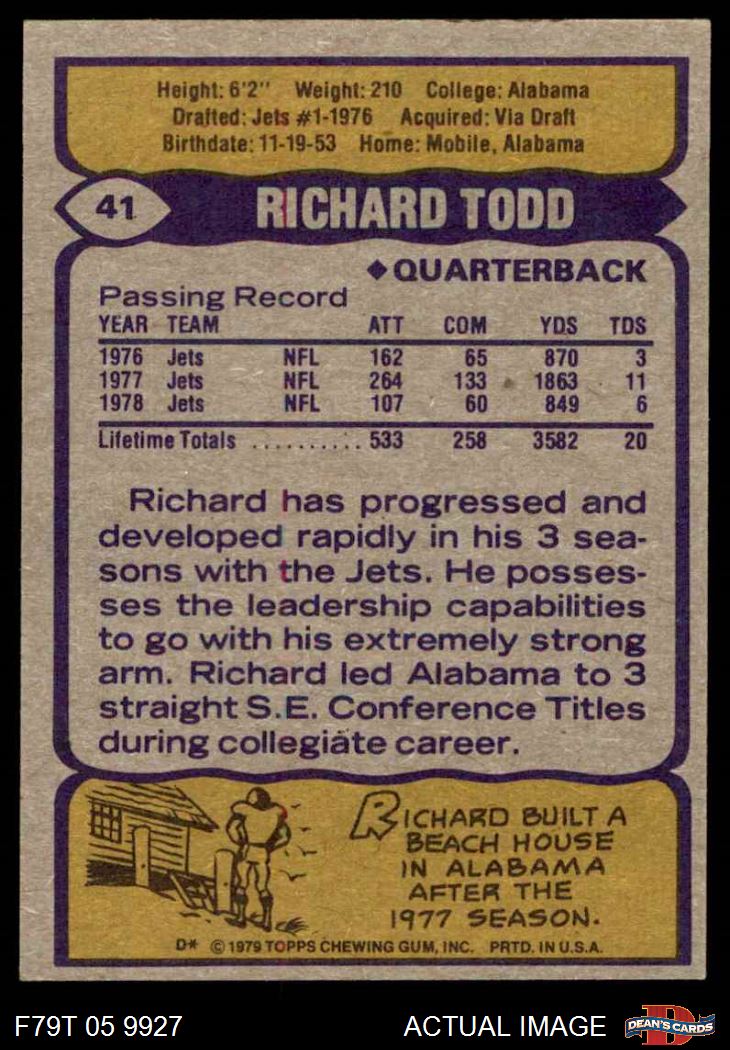 Height: 6'2" Weight: 210 College: Alabama
Drafted: Jets #1-1976 Acquired: Via Draft
Birthdate: 11-19-53 Home: Mobile, Alabama
41 RICHARD TODD
◆QUARTERBACK
Passing Record
YEAR TEAM ATT COM YDS TDS
1976 Jets NFL 162 65 870 3
1977 Jets NFL 264 133 1863 11
1978 Jets NFL 107 60 849 6
Lifetime Totals .......... 533 258 3582 20
Richard has progressed and
developed rapidly in his 3 sea-
sons with the Jets. He posses-
ses the leadership capabilities
to go with his extremely strong
arm. Richard led Alabama to 3
straight S.E. Conference Titles
during collegiate career.
RICHARD BUILT A
BEACH HOUSE
IN ALABAMA
AFTER THE
1977 SEASON.
D* © 1979 TOPPS CHEWING GUM, INC. PRTD. IN U.S.A.
F79T 05 9927 ACTUAL IMAGE D DEAN'S CARDS